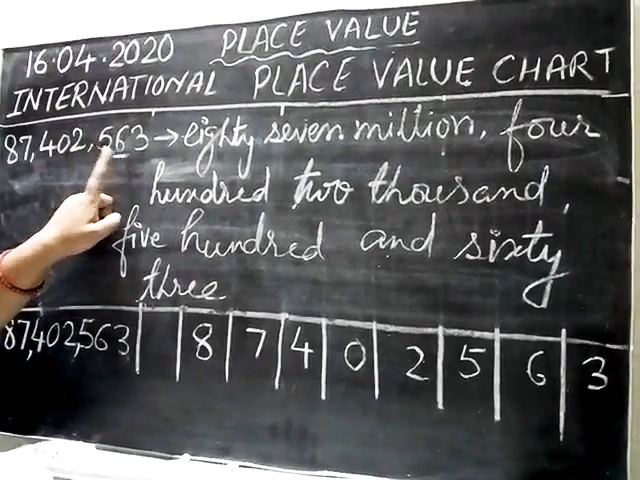 16.04.2020 PLACE VALUE
INTERNATIONAL PLACE VALUE CHART
87,402,563 → eighty seven million, four
hundred two thousand,
five hundred and sixty
three
87,402,563 8 7 4 0 2 5 6 3